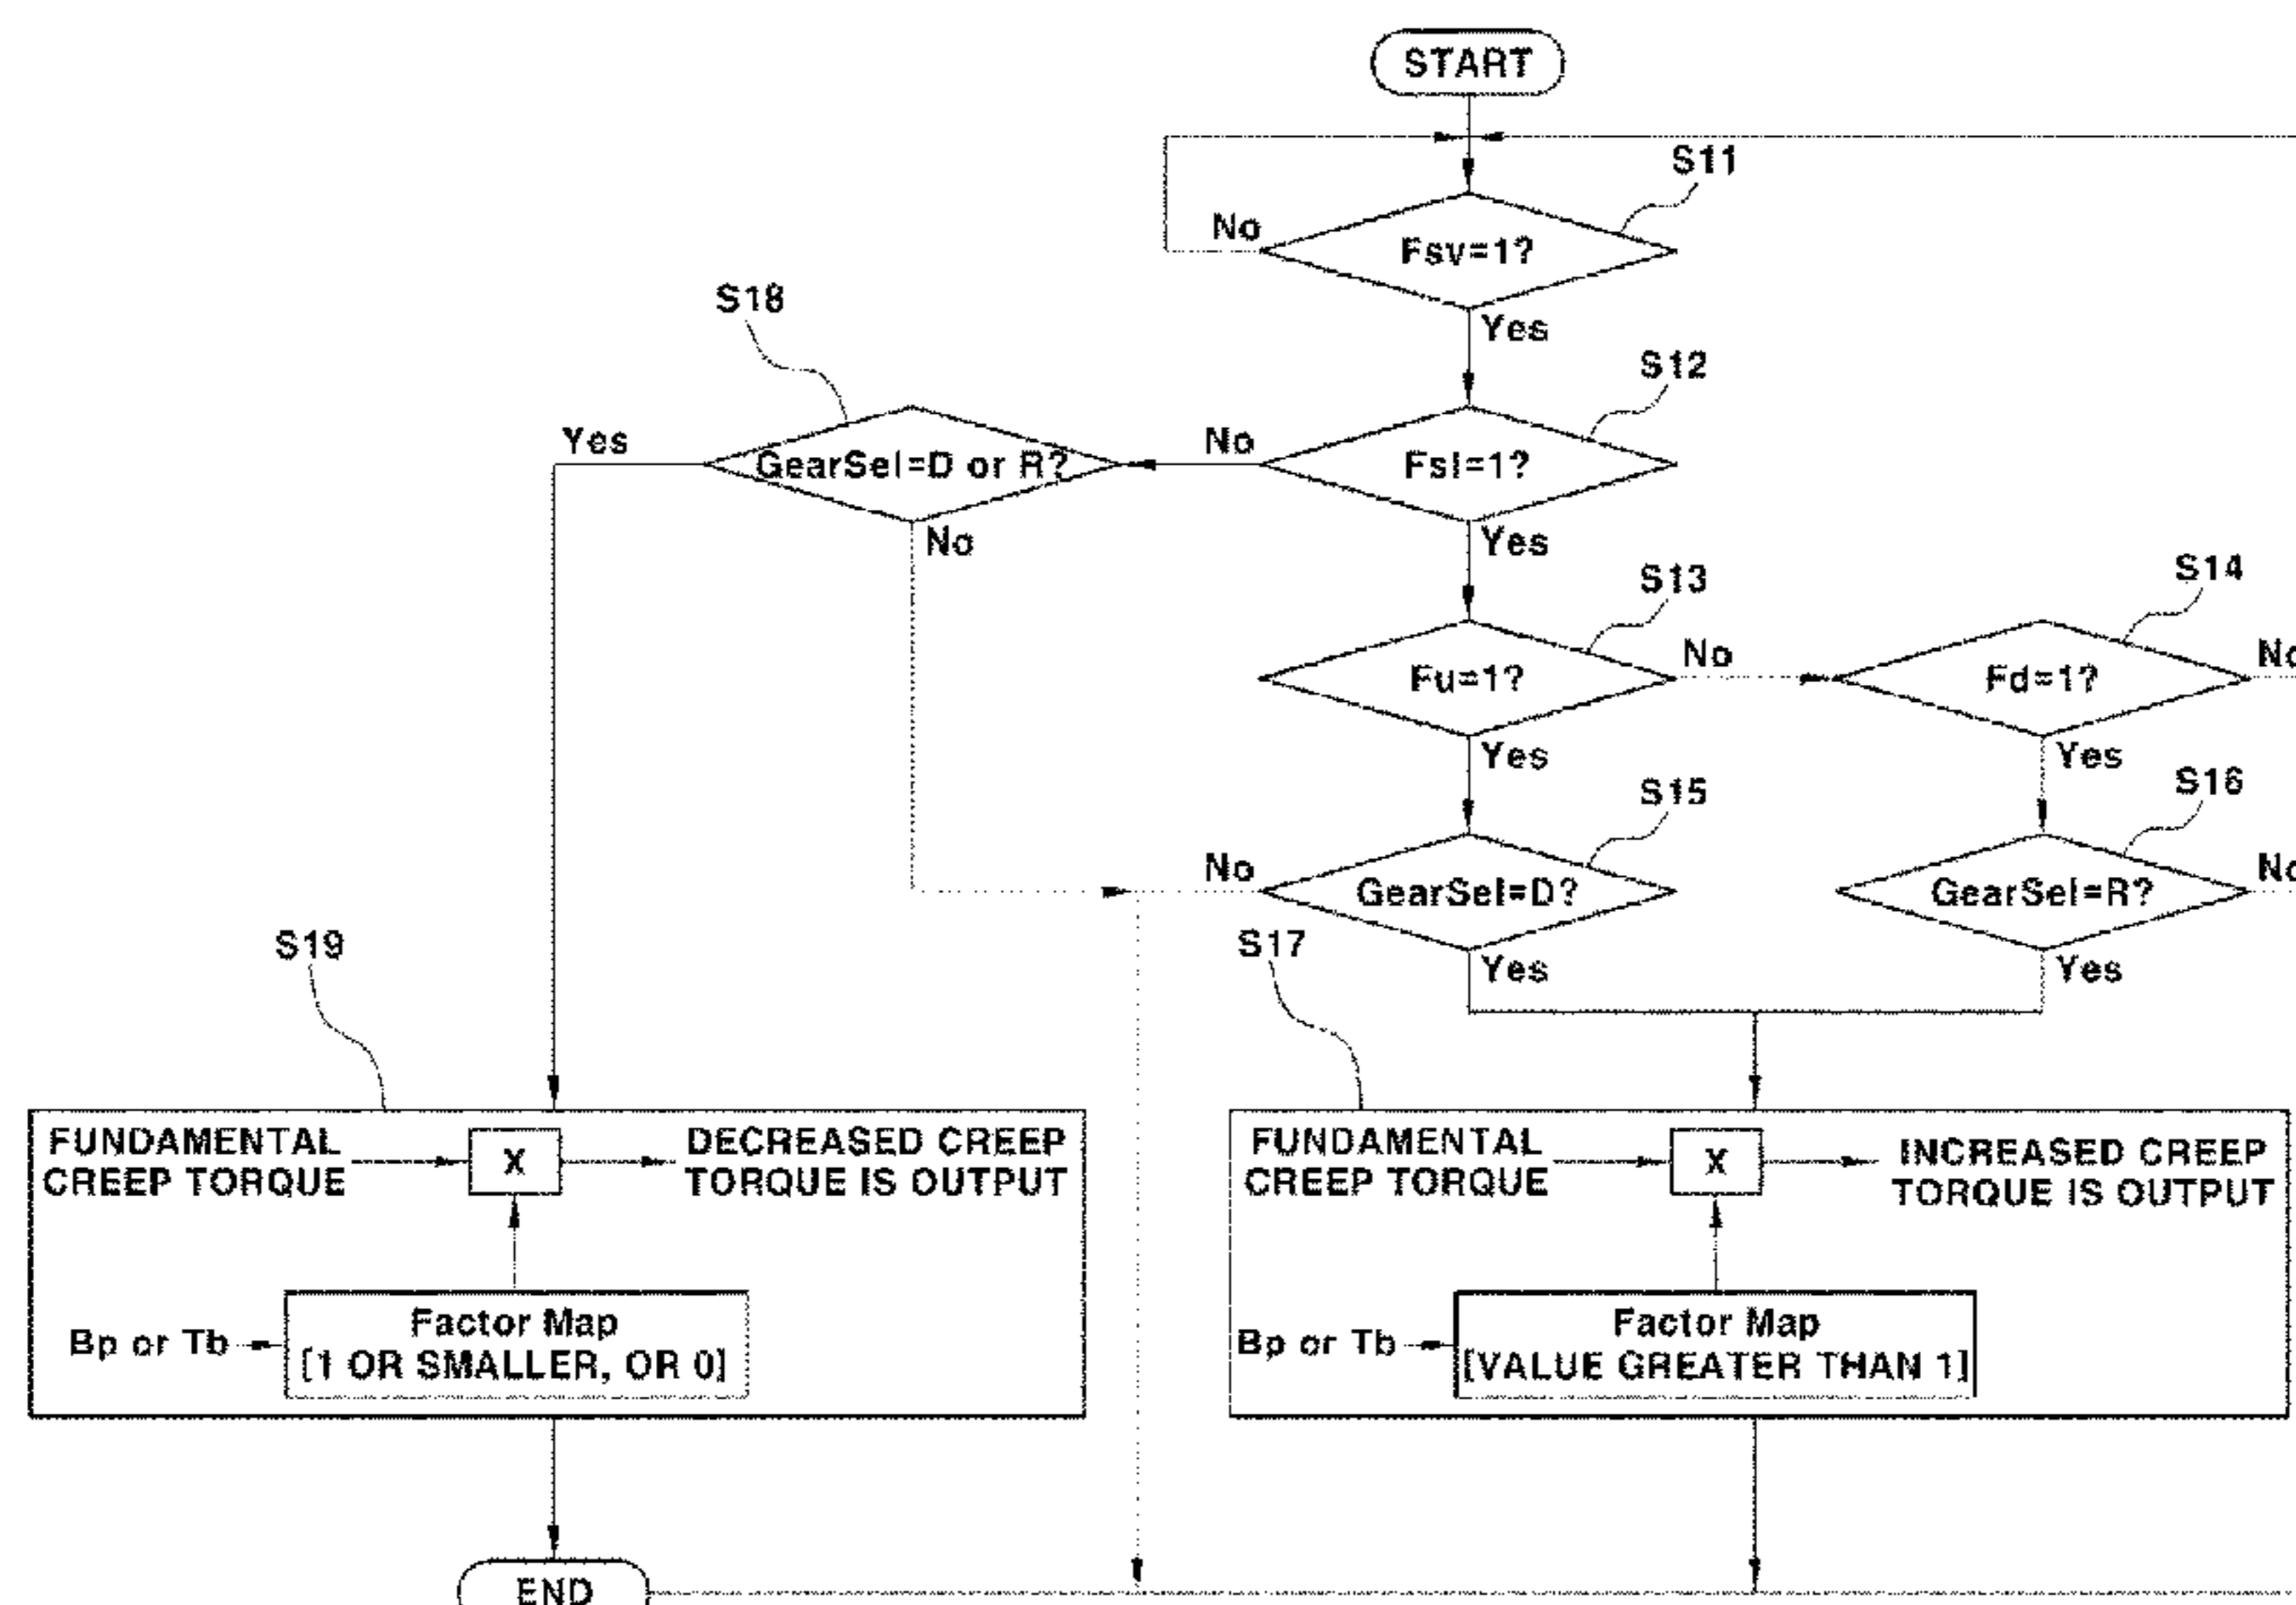 START
S11
No
Fsv=1?
Yes
S18
S12
Yes
GearSel=D or R?
No
Fsl=1?
No
Yes
S13
S14
Fu=1?
No
Fd=1?
No
Yes
Yes
S15
S16
No
GearSel=D?
GearSel=R?
No
S19
S17
Yes
Yes
FUNDAMENTAL
CREEP TORQUE
X
DECREASED CREEP
TORQUE IS OUTPUT
Factor Map
[1 OR SMALLER, OR 0]
Bp or Tb
FUNDAMENTAL
CREEP TORQUE
X
INCREASED CREEP
TORQUE IS OUTPUT
Factor Map
[VALUE GREATER THAN 1]
Bp or Tb
END